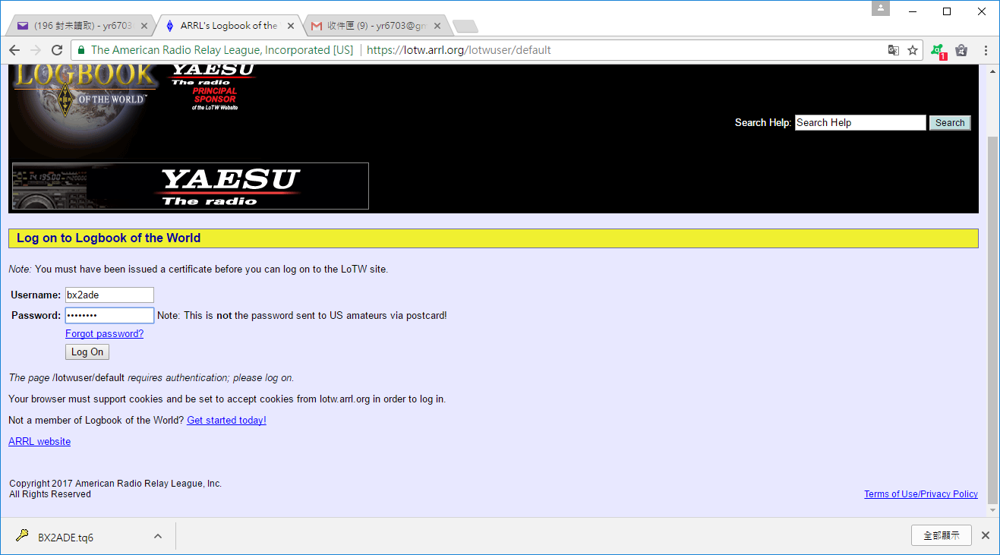 (196 封未讀取) - yr6703
ARRL's Logbook of the
收件匣 (9) - yr6703@gm
The American Radio Relay League, Incorporated [US]
https://lotw.arrl.org/lotwuser/default
1
LOGBOOK
OF THE WORLD™
YAESU
The radio
PRINCIPAL
SPONSOR
of the LoTW Website
Search Help: Search Help Search
YAESU
The radio
Log on to Logbook of the World
Note: You must have been issued a certificate before you can log on to the LoTW site.
Username: bx2ade
Password: •••••••• Note: This is not the password sent to US amateurs via postcard!
Forgot password?
Log On
The page /lotwuser/default requires authentication; please log on.
Your browser must support cookies and be set to accept cookies from lotw.arrl.org in order to log in.
Not a member of Logbook of the World? Get started today!
ARRL website
Copyright 2017 American Radio Relay League, Inc.
All Rights Reserved
Terms of Use/Privacy Policy
BX2ADE.tq6
全部顯示